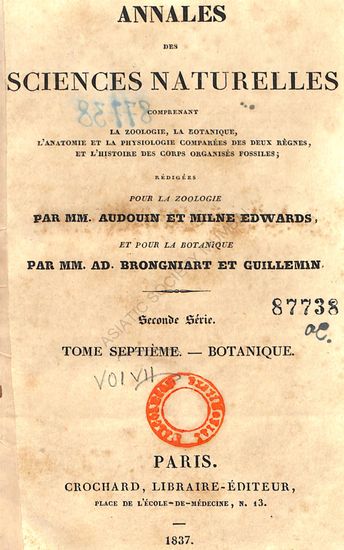 ANNALES
DES
SCIENCES NATURELLES
COMPRENANT
87738
LA ZOOLOGIE, LA BOTANIQUE,
L'ANATOMIE ET LA PHYSIOLOGIE COMPARÉES DES DEUX RÈGNES,
ET L'HISTOIRE DES CORPS ORGANISÉS FOSSILES;
RÉDIGÉES
POUR LA ZOOLOGIE
PAR MM. AUDOUIN ET MILNE EDWARDS,
ET POUR LA BOTANIQUE
PAR MM. AD. BRONGNIART ET GUILLEMIN.
Seconde Série.
87738
TOME SEPTIÈME. — BOTANIQUE.
VOl VII
ASIATIC
PARIS.
CROCHARD, LIBRAIRE-ÉDITEUR,
PLACE DE L'ÉCOLE-DE-MÉDECINE, N. 13.
1837.